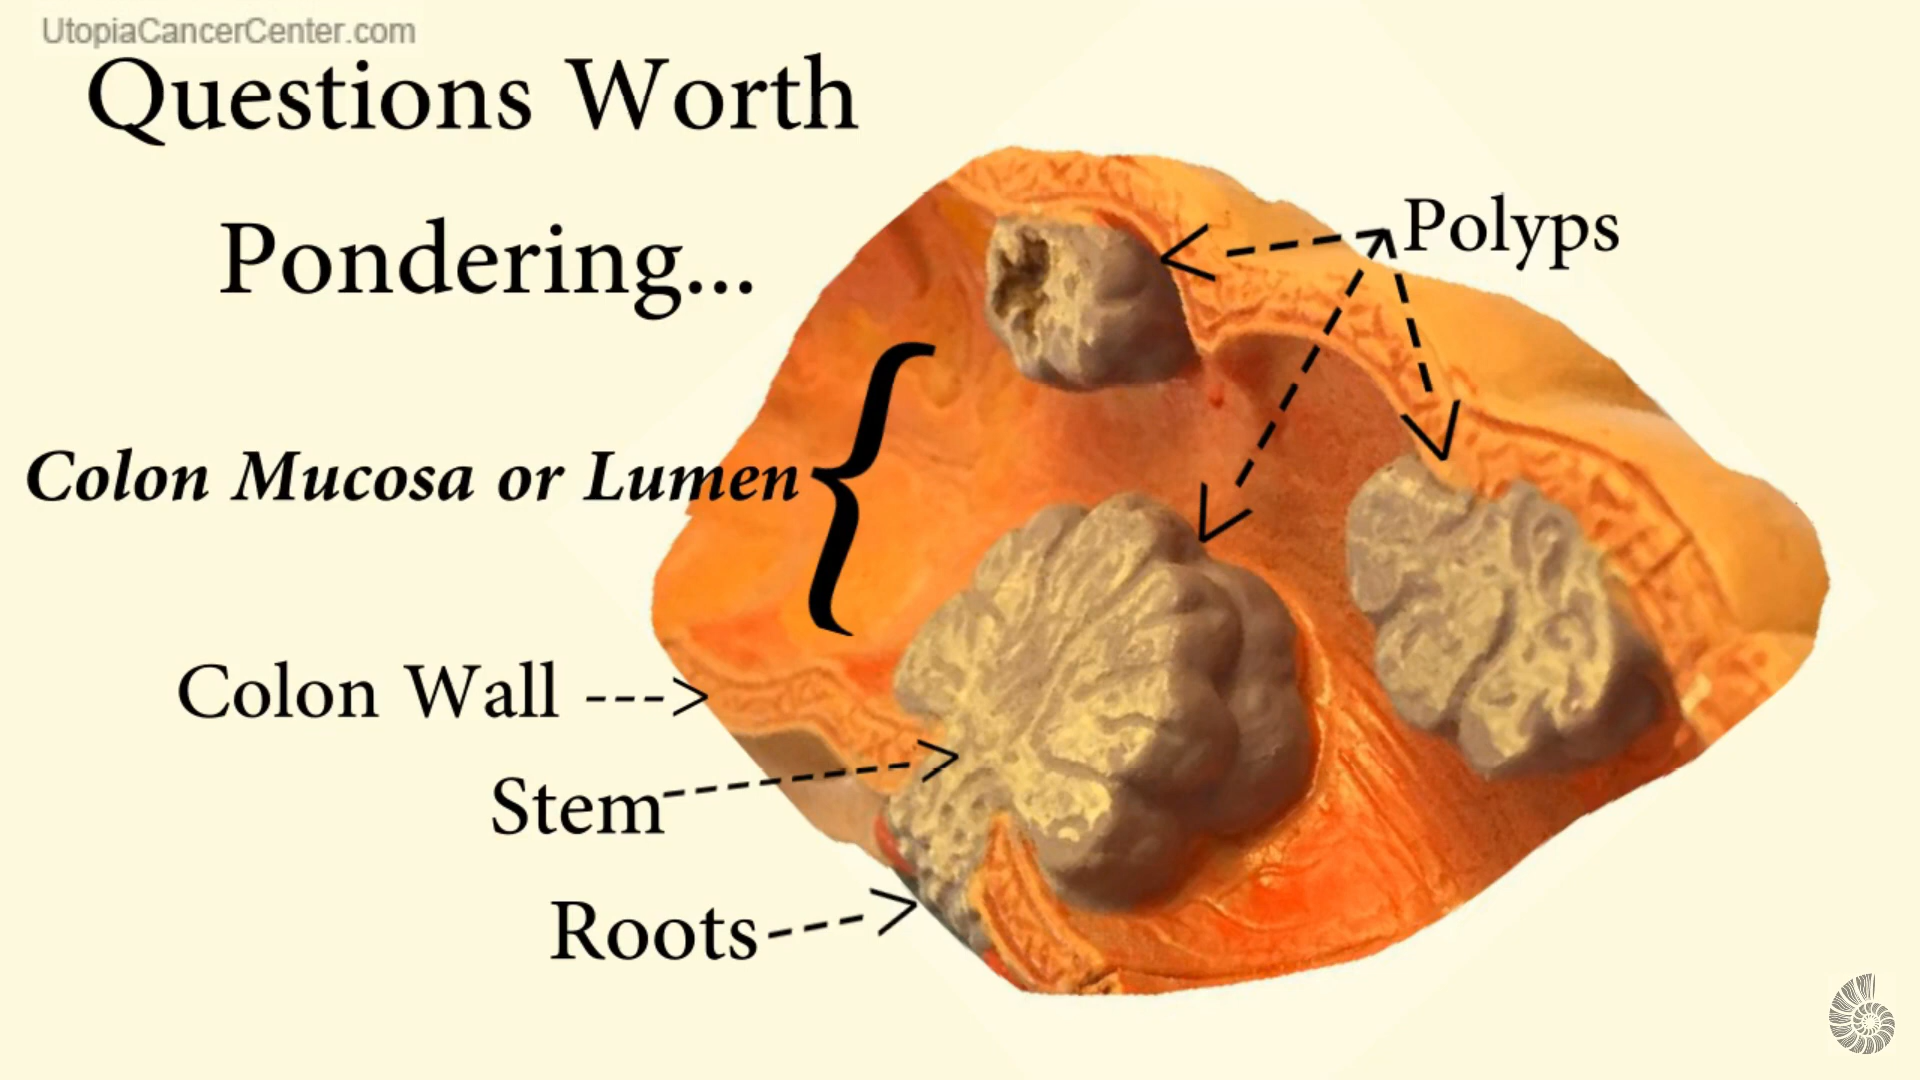 UtopiaCancerCenter.com
Questions Worth
Pondering...
Polyps
Colon Mucosa or Lumen
Colon Wall --->
Stem
Roots